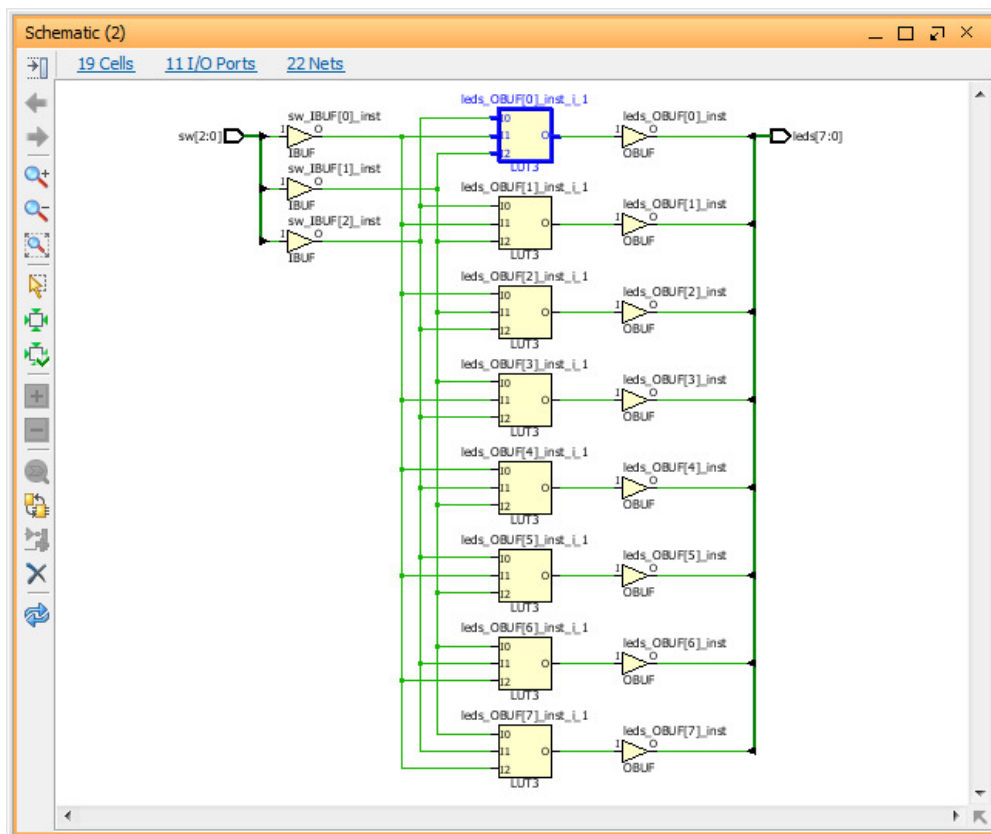 Schematic (2)
19 Cells 11 I/O Ports 22 Nets
leds_OBUF[0]_inst_i_1
sw_IBUF[0]_inst
leds_OBUF[0]_inst
sw[2:0]
I O
IBUF
I0
I1 O
I2
LUT3
I O
OBUF
leds[7:0]
sw_IBUF[1]_inst
I O
IBUF
leds_OBUF[1]_inst_i_1
leds_OBUF[1]_inst
I0
I1 O
I2
LUT3
I O
OBUF
sw_IBUF[2]_inst
I O
IBUF
leds_OBUF[2]_inst_i_1
leds_OBUF[2]_inst
I0
I1 O
I2
LUT3
I O
OBUF
leds_OBUF[3]_inst_i_1
leds_OBUF[3]_inst
I0
I1 O
I2
LUT3
I O
OBUF
leds_OBUF[4]_inst_i_1
leds_OBUF[4]_inst
I0
I1 O
I2
LUT3
I O
OBUF
leds_OBUF[5]_inst_i_1
leds_OBUF[5]_inst
I0
I1 O
I2
LUT3
I O
OBUF
leds_OBUF[6]_inst_i_1
leds_OBUF[6]_inst
I0
I1 O
I2
LUT3
I O
OBUF
leds_OBUF[7]_inst_i_1
leds_OBUF[7]_inst
I0
I1 O
I2
LUT3
I O
OBUF